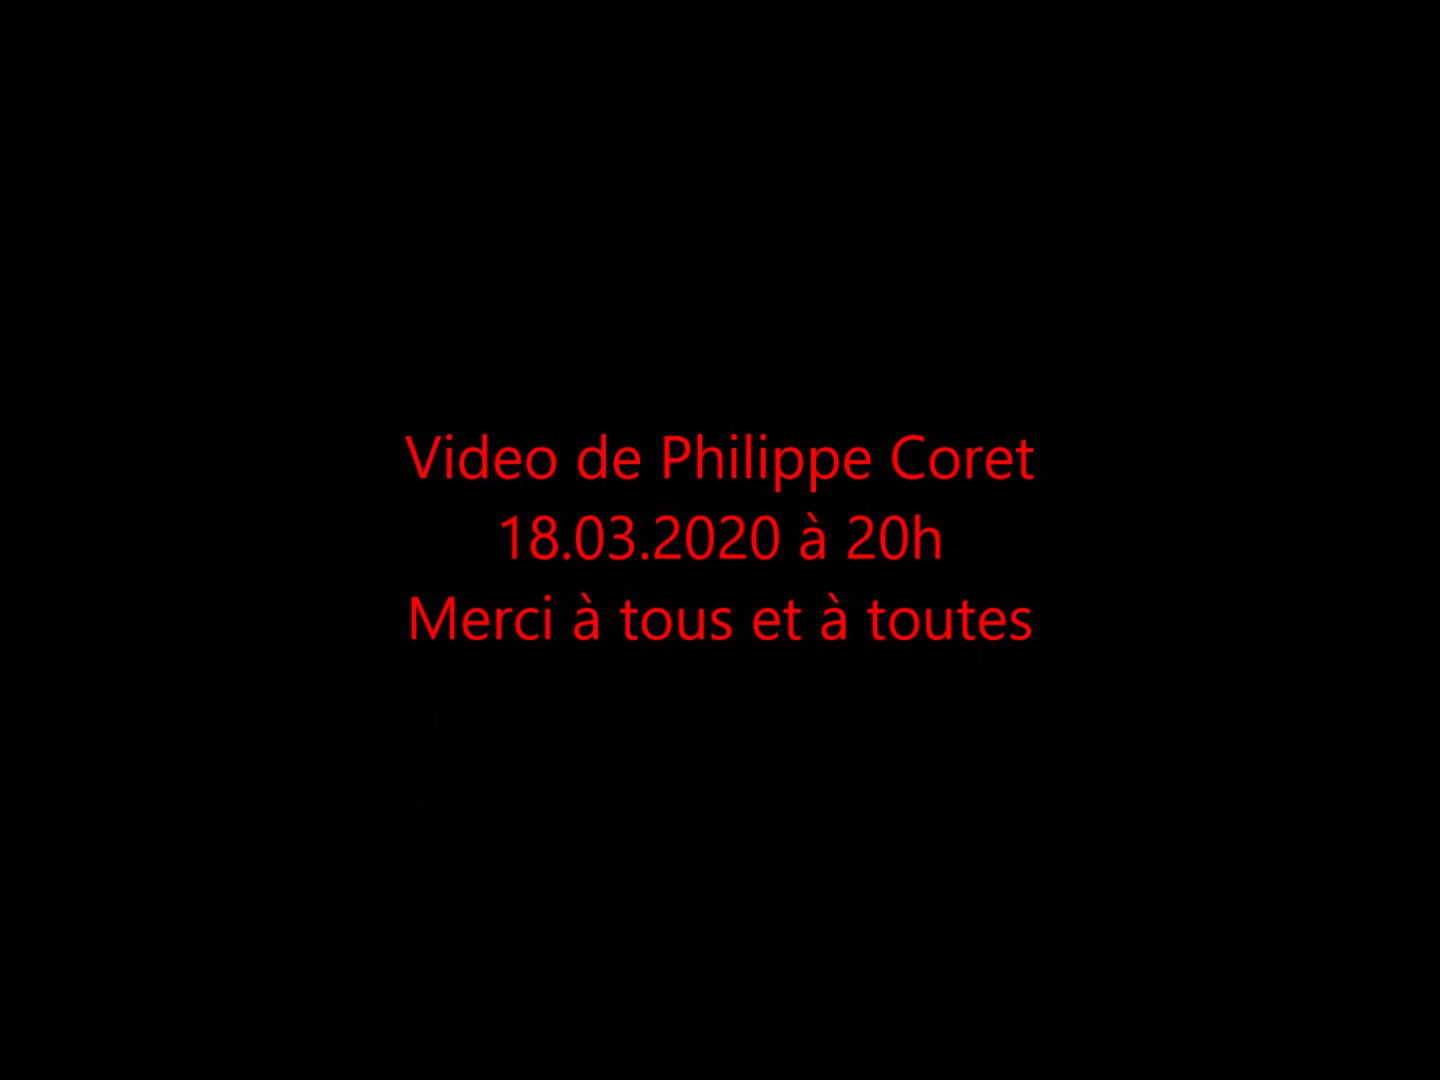 Video de Philippe Coret
18.03.2020 à 20h
Merci à tous et à toutes